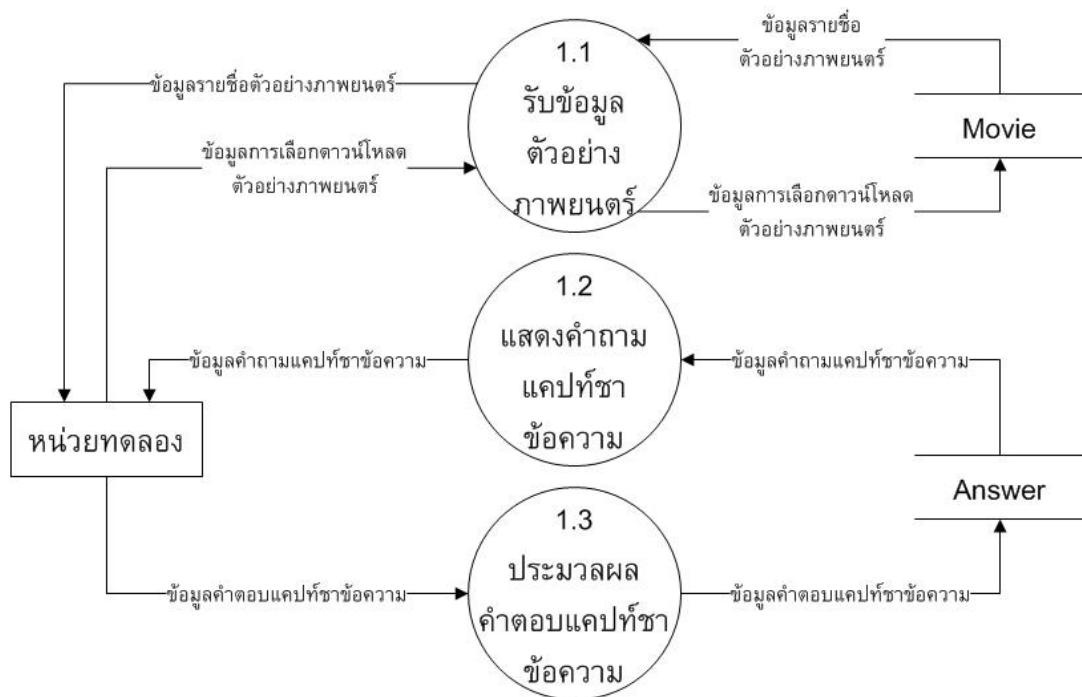 ข้อมูลรายชื่อ
ตัวอย่างภาพยนตร์
1.1
รับข้อมูล
ตัวอย่าง
ภาพยนตร์
ข้อมูลรายชื่อตัวอย่างภาพยนตร์
Movie
ข้อมูลการเลือกดาวน์โหลด
ตัวอย่างภาพยนตร์
ข้อมูลการเลือกดาวน์โหลด
ตัวอย่างภาพยนตร์
1.2
แสดงคำถาม
แคปท์ชา
ข้อความ
ข้อมูลคำถามแคปท์ชาข้อความ
ข้อมูลคำถามแคปท์ชาข้อความ
หน่วยทดลอง
Answer
1.3
ประมวลผล
คำตอบแคปท์ชา
ข้อความ
ข้อมูลคำตอบแคปท์ชาข้อความ
ข้อมูลคำตอบแคปท์ชาข้อความ